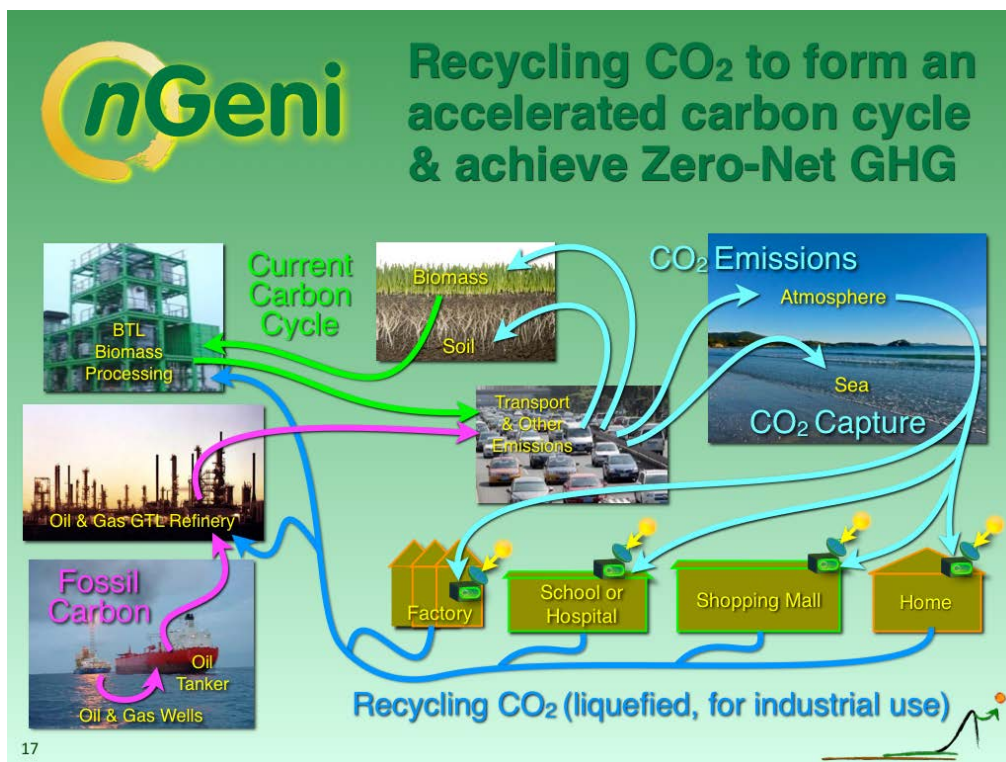 nGeni
Recycling CO₂ to form an
accelerated carbon cycle
& achieve Zero-Net GHG
BTL
Biomass
Processing
Current
Carbon
Cycle
Biomass
Soil
CO₂ Emissions
Atmosphere
Sea
CO₂ Capture
Transport
& Other
Emissions
Oil & Gas GTL Refinery
Fossil
Carbon
Oil
Tanker
Oil & Gas Wells
Factory
School or
Hospital
Shopping Mall
Home
Recycling CO₂ (liquefied, for industrial use)
17